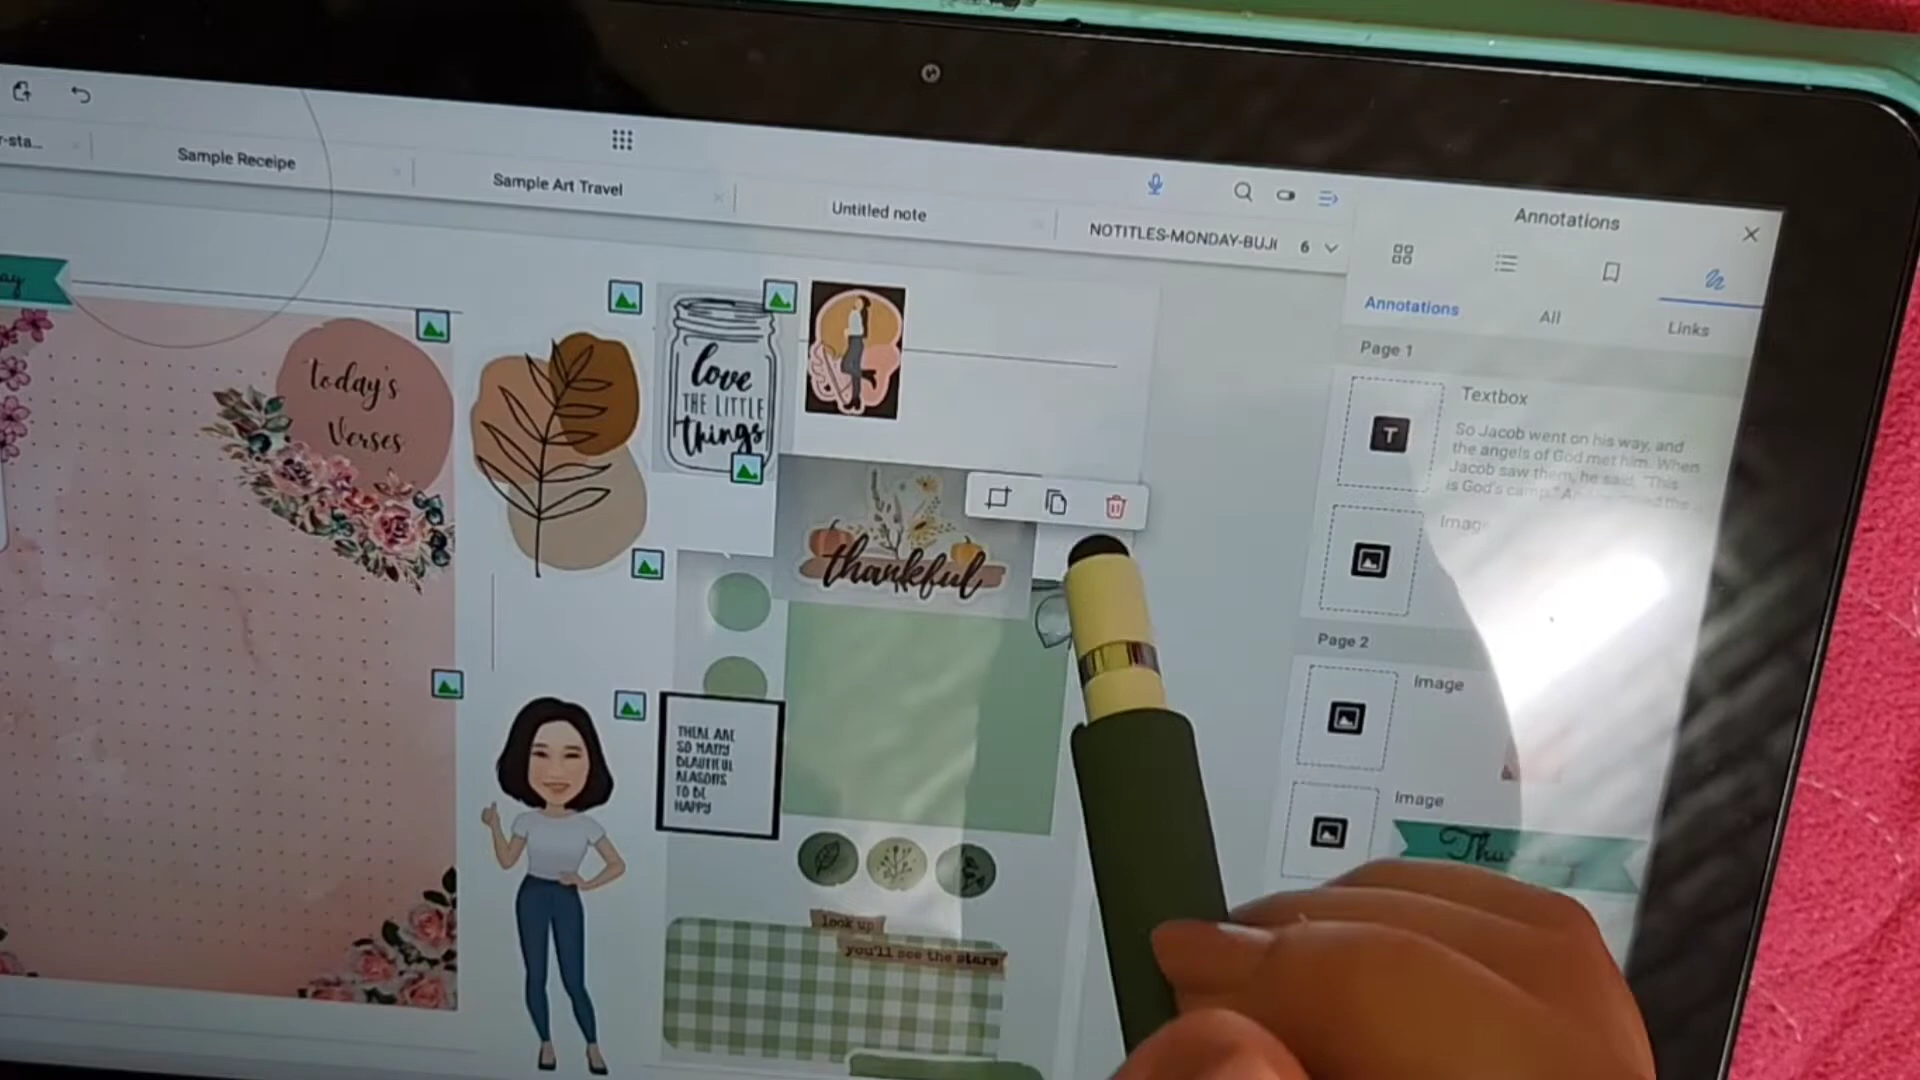 r-sta...
Sample Receipe
Sample Art Travel
Untitled note
NOTITLES-MONDAY-BUJ
6
Annotations
Annotations
All
Links
Page 1
Textbox
So Jacob went on his way, and
the angels of God met him. When
Jacob saw them, he said, "This
is God's camp."
Imag
Page 2
Image
Image
ay
today's
Verses
love
THE LITTLE
things
thankful
THERE ARE
SO MANY
BEAUTIFUL
REASONS
TO BE
HAPPY
look up
you'll see the stars